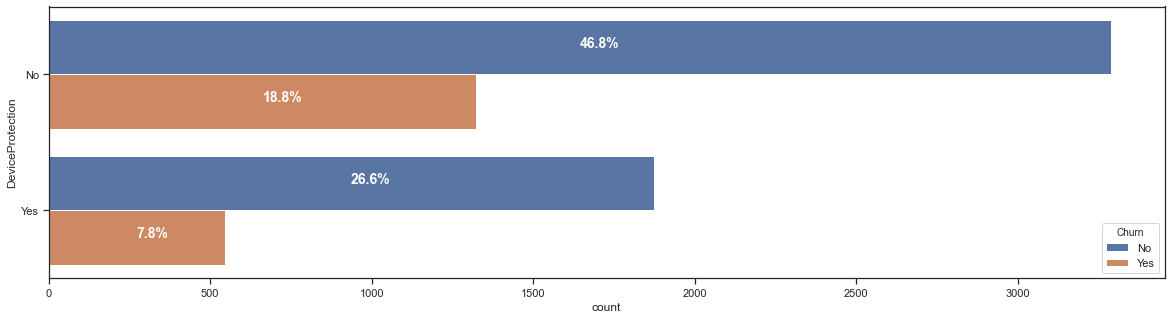 46.8%
No
18.8%
DeviceProtection
26.6%
Yes
7.8%
Churn
No
Yes
0 500 1000 1500 2000 2500 3000
count